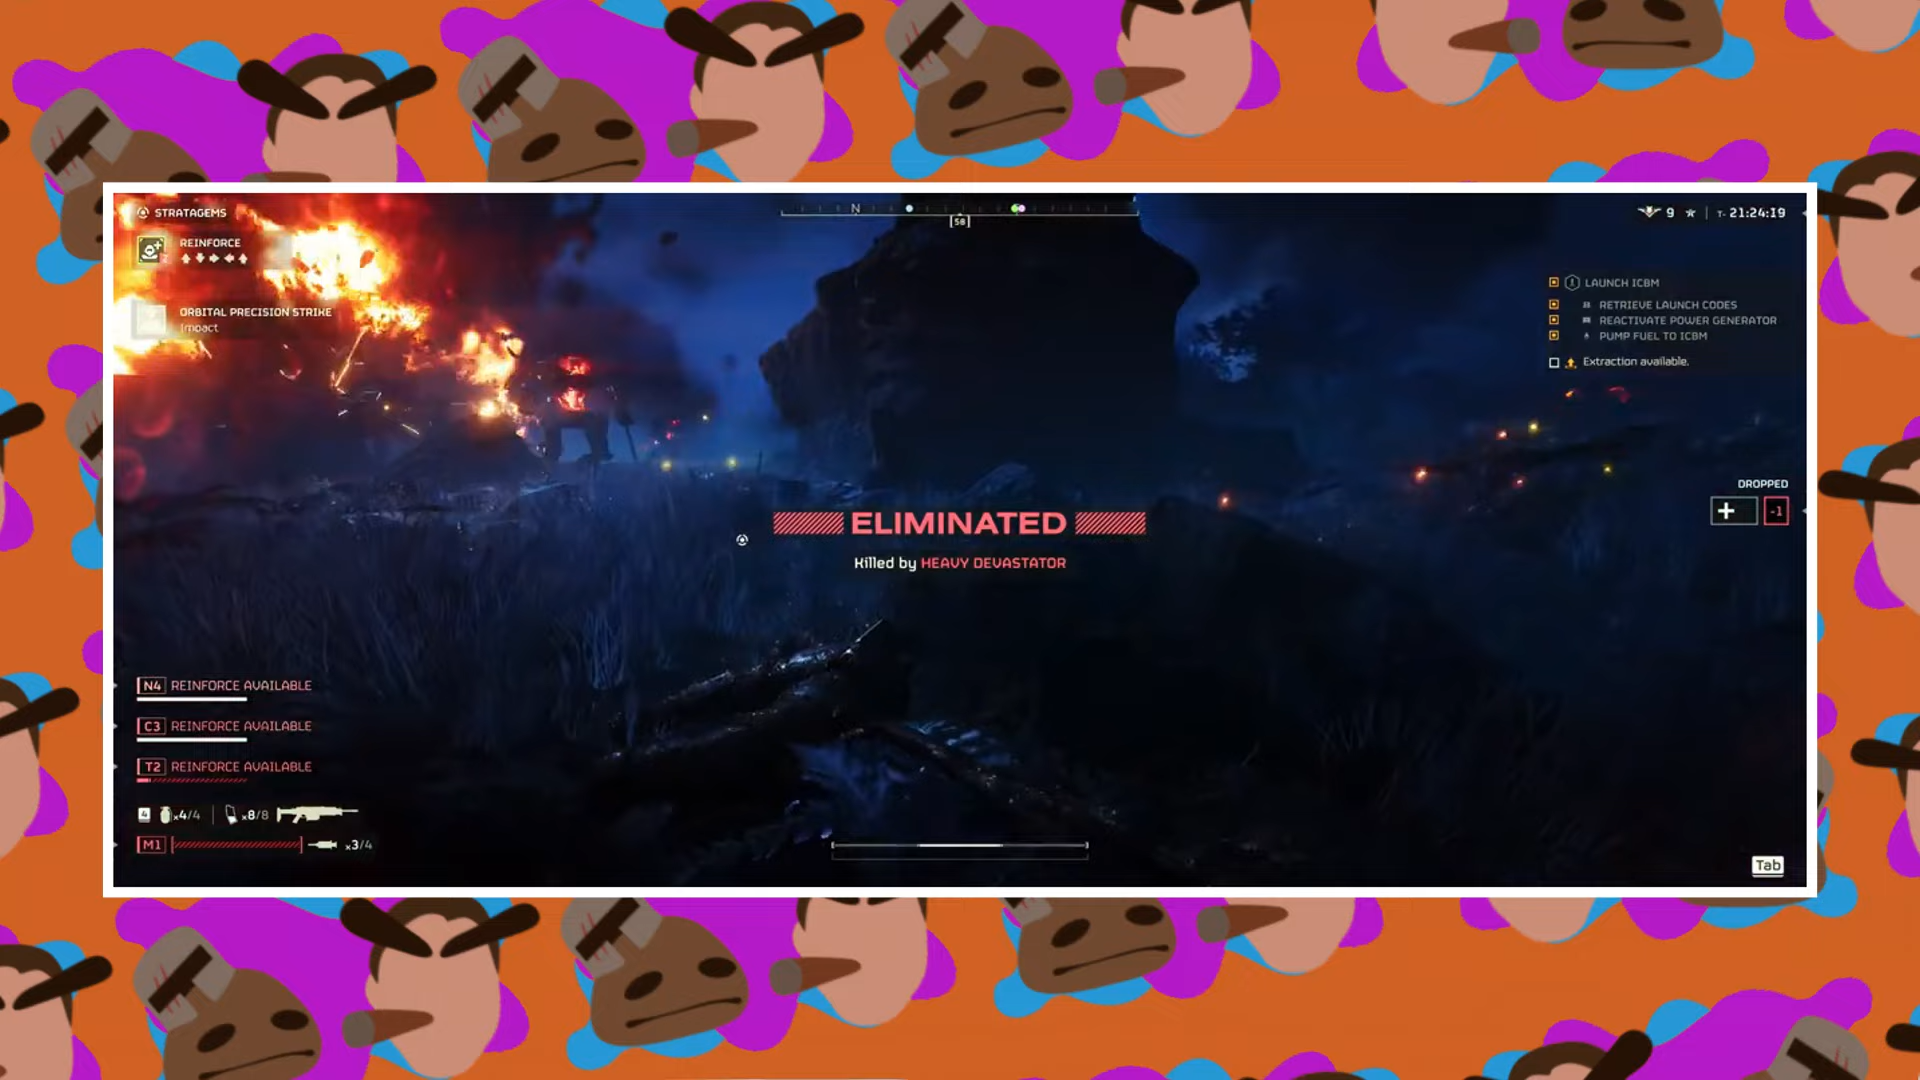 STRATAGEMS
REINFORCE
2
ORBITAL PRECISION STRIKE
Impact
N
58
9
T- 21:24:19
LAUNCH ICBM
RETRIEVE LAUNCH CODES
REACTIVATE POWER GENERATOR
PUMP FUEL TO ICBM
Extraction available.
DROPPED
-1
ELIMINATED
Killed by HEAVY DEVASTATOR
N4 REINFORCE AVAILABLE
C3 REINFORCE AVAILABLE
T2 REINFORCE AVAILABLE
4 x4/4 x8/8
M1 x3/4
Tab